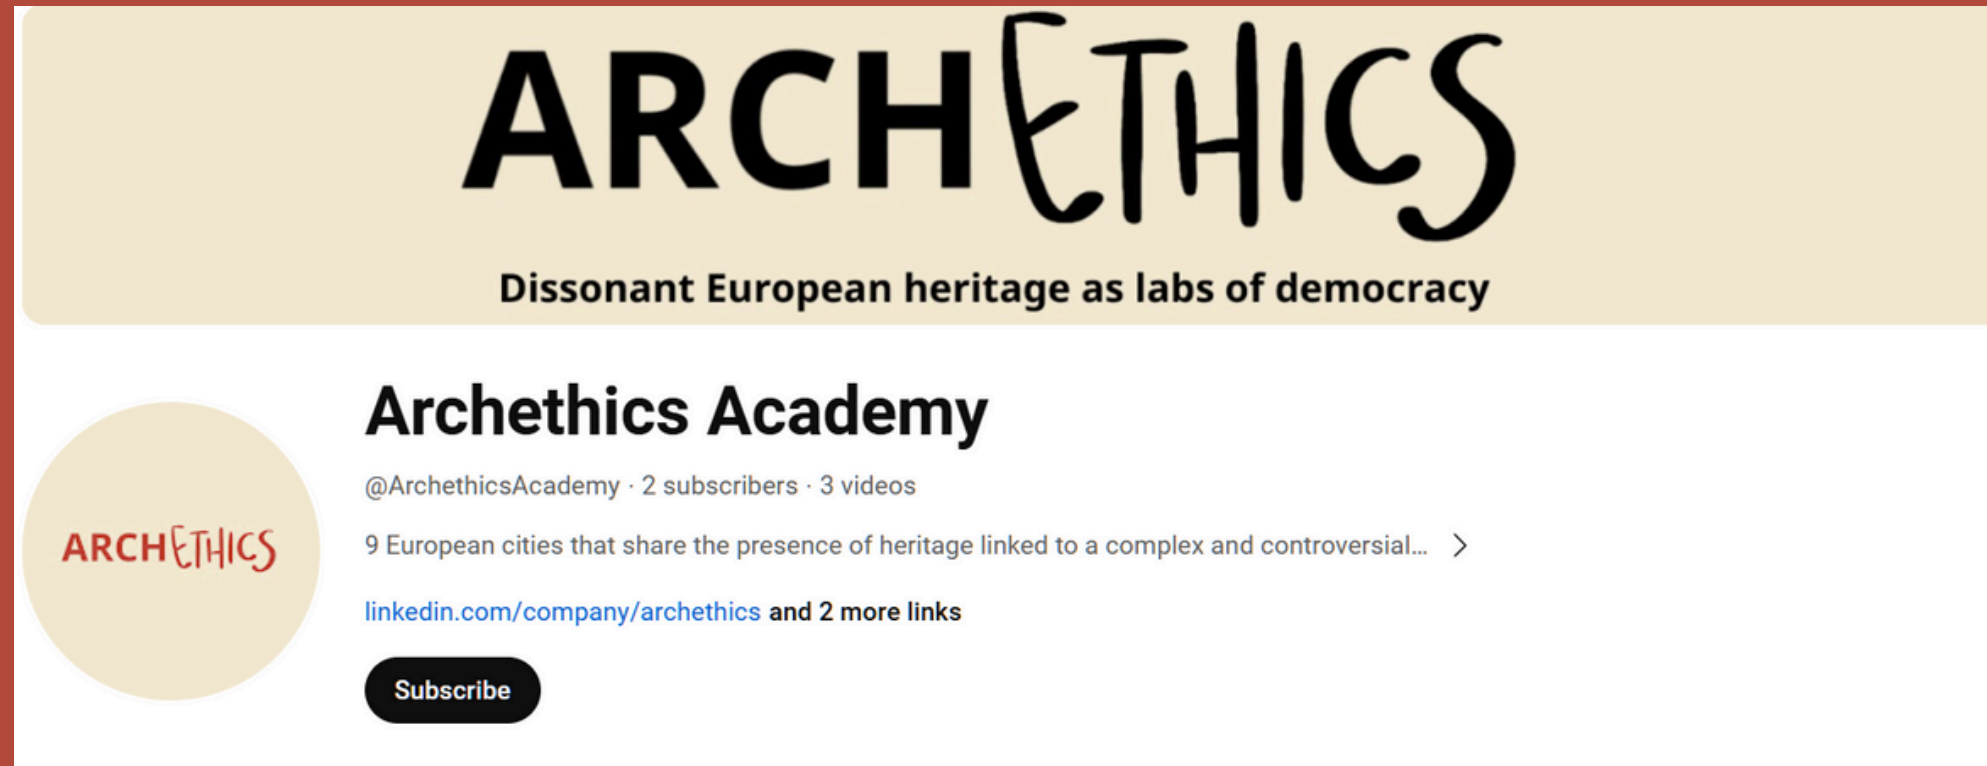 ARCHETHICS
Dissonant European heritage as labs of democracy
Archethics Academy
@ArchethicsAcademy · 2 subscribers · 3 videos
9 European cities that share the presence of heritage linked to a complex and controversial...
ARCHETHICS
linkedin.com/company/archethics and 2 more links
Subscribe